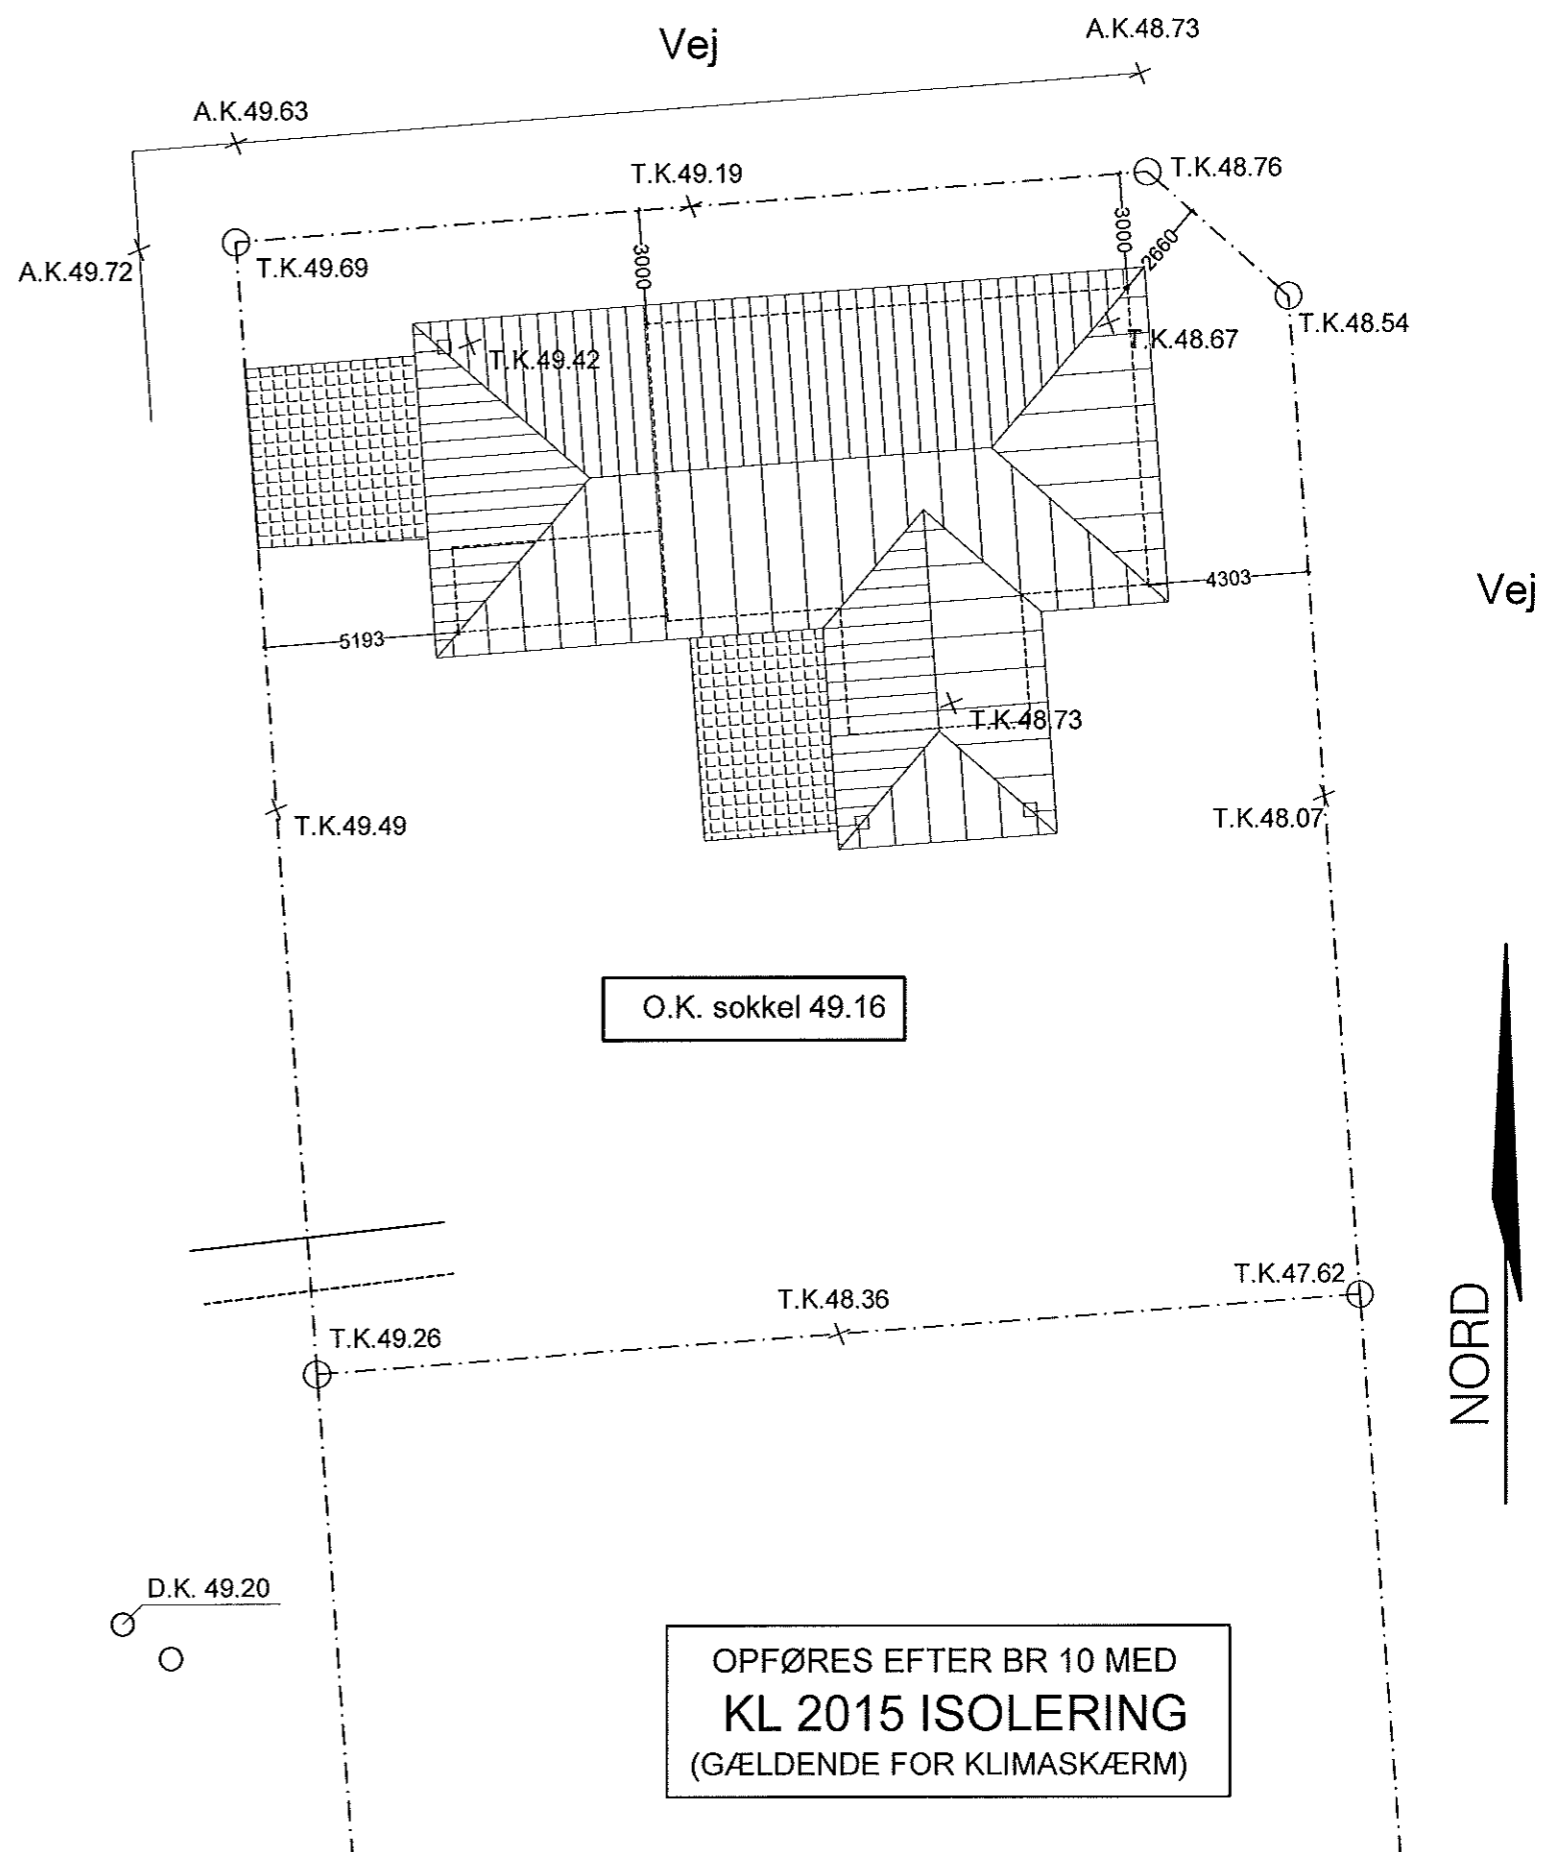 Vej
A.K.48.73
A.K.49.63
T.K.49.19
T.K.48.76
A.K.49.72
T.K.49.69
3000
3000
2660
T.K.48.54
T.K.49.42
T.K.48.67
Vej
4303
5193
T.K.48.73
T.K.49.49
T.K.48.07
O.K. sokkel 49.16
T.K.47.62
T.K.48.36
T.K.49.26
NORD
D.K. 49.20
OPFØRES EFTER BR 10 MED
KL 2015 ISOLERING
(GÆLDENDE FOR KLIMASKÆRM)